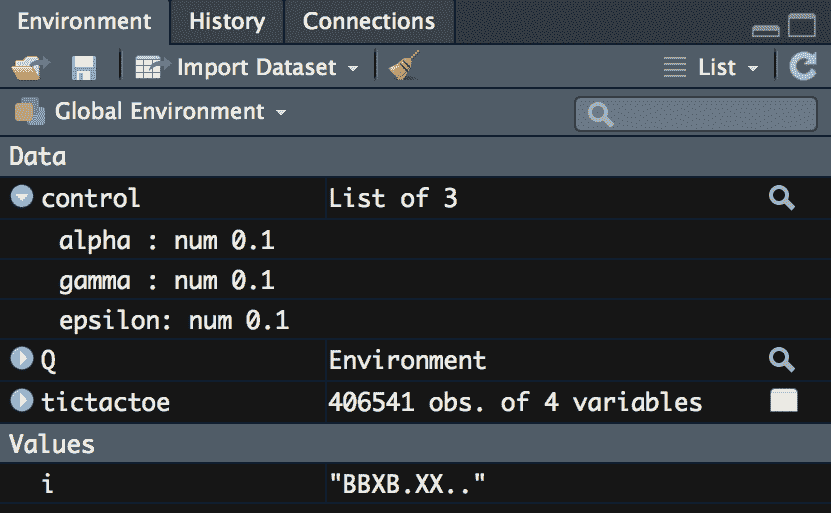 Environment History Connections
Import Dataset List
Global Environment
Data
control List of 3
alpha : num 0.1
gamma : num 0.1
epsilon: num 0.1
Q Environment
tictactoe 406541 obs. of 4 variables
Values
i "BBXB.XX.."